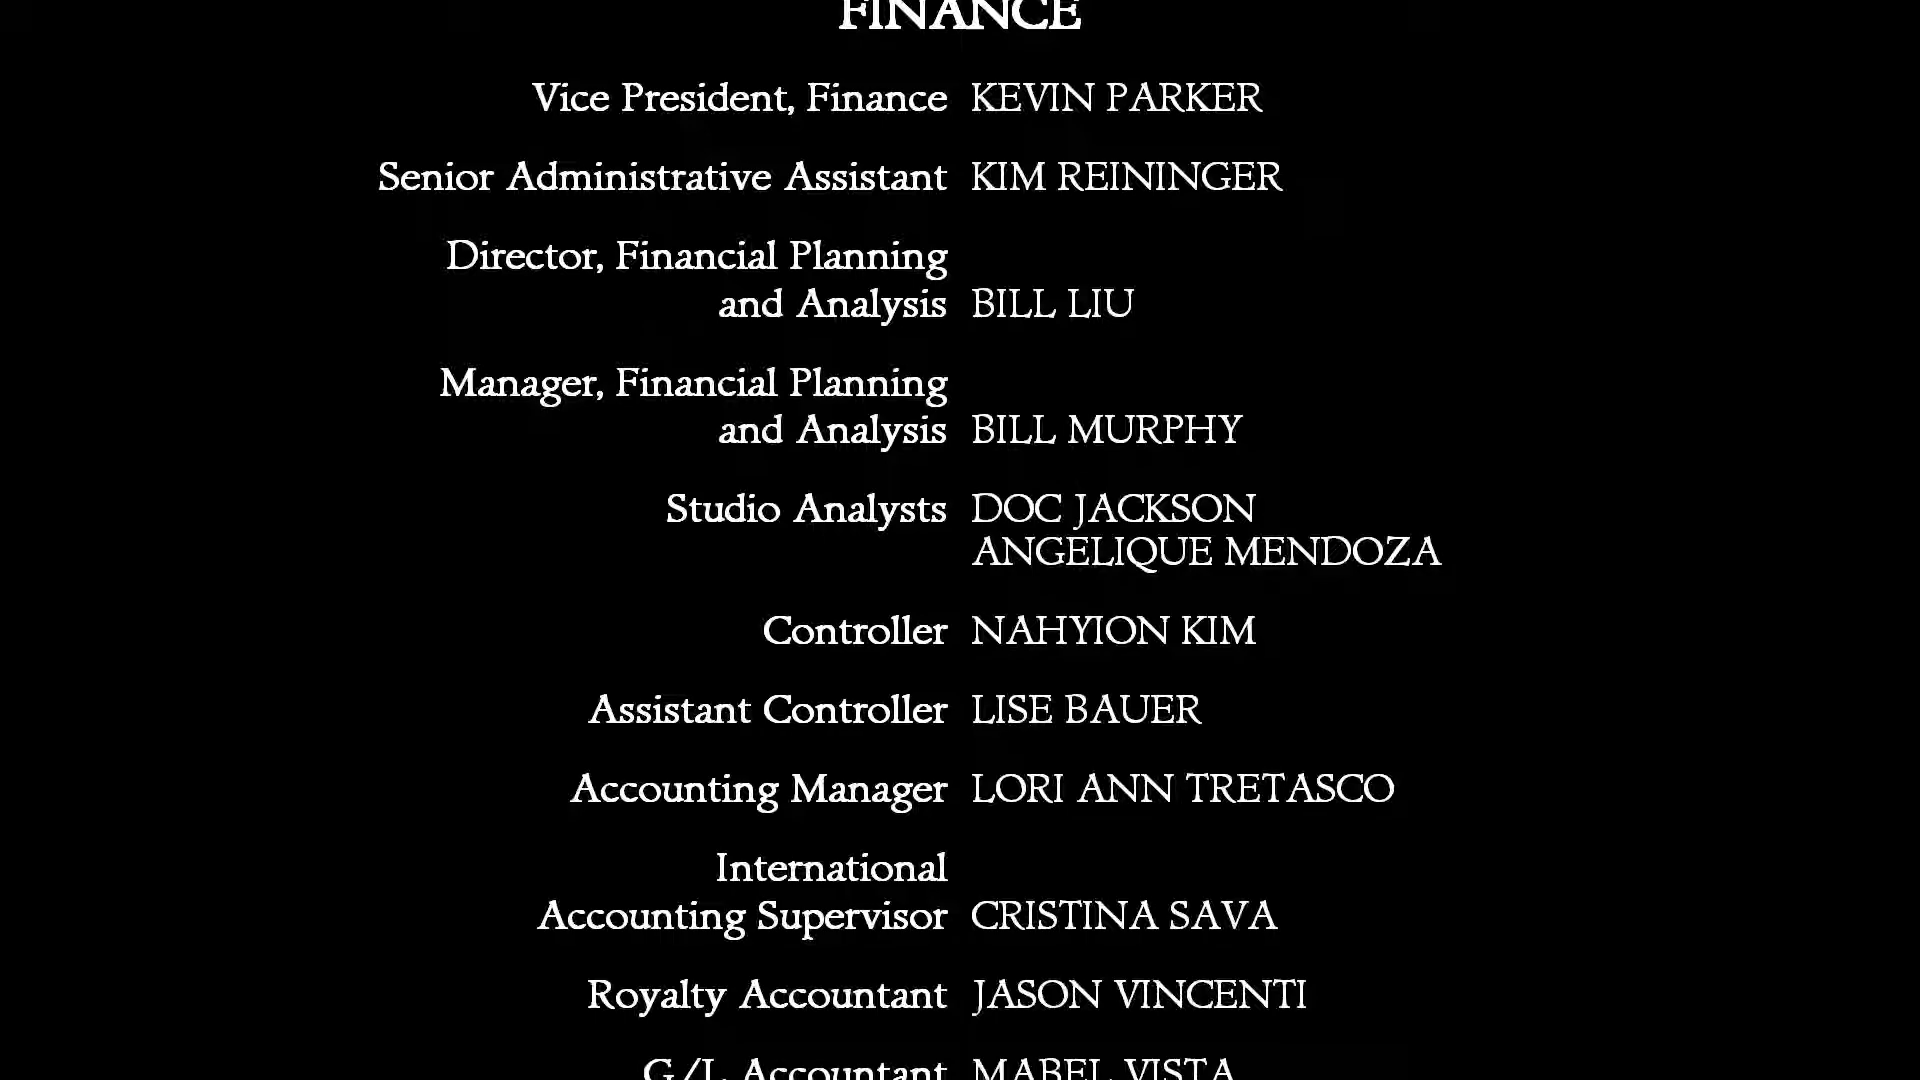 FINANCE
Vice President, Finance KEVIN PARKER
Senior Administrative Assistant KIM REININGER
Director, Financial Planning
and Analysis BILL LIU
Manager, Financial Planning
and Analysis BILL MURPHY
Studio Analysts DOC JACKSON
ANGELIQUE MENDOZA
Controller NAHYION KIM
Assistant Controller LISE BAUER
Accounting Manager LORI ANN TRETASCO
International
Accounting Supervisor CRISTINA SAVA
Royalty Accountant JASON VINCENTI
G/L Accountant MABEL VISTA